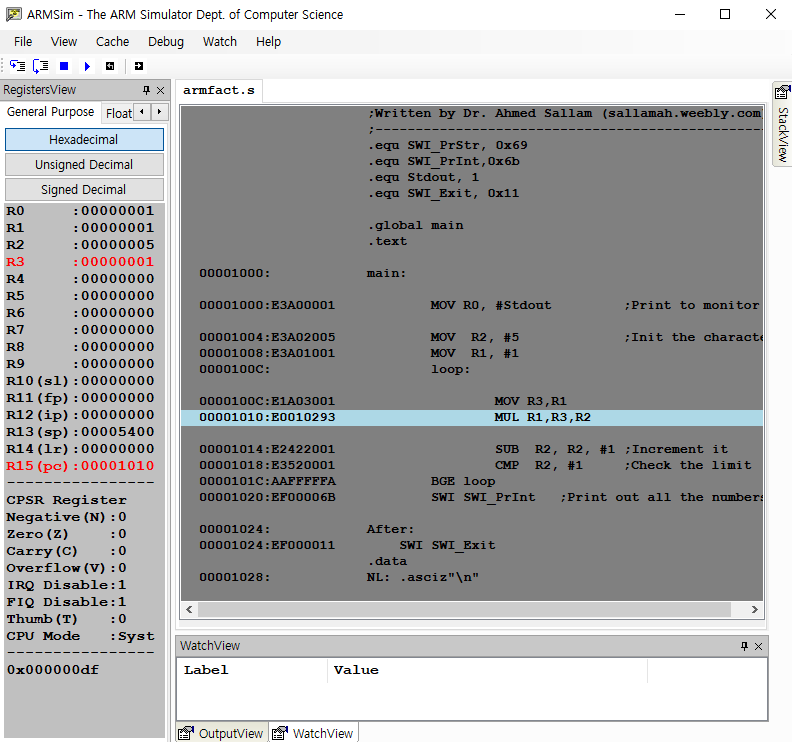 ARMSim - The ARM Simulator Dept. of Computer Science
File View Cache Debug Watch Help
RegistersView
General Purpose Float
Hexadecimal
Unsigned Decimal
Signed Decimal
R0 :00000001
R1 :00000001
R2 :00000005
R3 :00000001
R4 :00000000
R5 :00000000
R6 :00000000
R7 :00000000
R8 :00000000
R9 :00000000
R10(sl):00000000
R11(fp):00000000
R12(ip):00000000
R13(sp):00005400
R14(lr):00000000
R15(pc):00001010
----------------
CPSR Register
Negative(N):0
Zero(Z) :0
Carry(C) :0
Overflow(V):0
IRQ Disable:1
FIQ Disable:1
Thumb(T) :0
CPU Mode :Syst
----------------
0x000000df
armfact.s
;Written by Dr. Ahmed Sallam (sallamah.weebly.com
;-------------------------------------------------
.equ SWI_PrStr, 0x69
.equ SWI_PrInt,0x6b
.equ Stdout, 1
.equ SWI_Exit, 0x11
.global main
.text
00001000: main:
00001000:E3A00001 MOV R0, #Stdout ;Print to monitor
00001004:E3A02005 MOV R2, #5 ;Init the characte
00001008:E3A01001 MOV R1, #1
0000100C: loop:
0000100C:E1A03001 MOV R3,R1
00001010:E0010293 MUL R1,R3,R2
00001014:E2422001 SUB R2, R2, #1 ;Increment it
00001018:E3520001 CMP R2, #1 ;Check the limit
0000101C:AAFFFFFA BGE loop
00001020:EF00006B SWI SWI_PrInt ;Print out all the numbers
00001024: After:
00001024:EF000011 SWI SWI_Exit
.data
00001028: NL: .asciz"\n"
StackView
WatchView
Label Value
OutputView WatchView